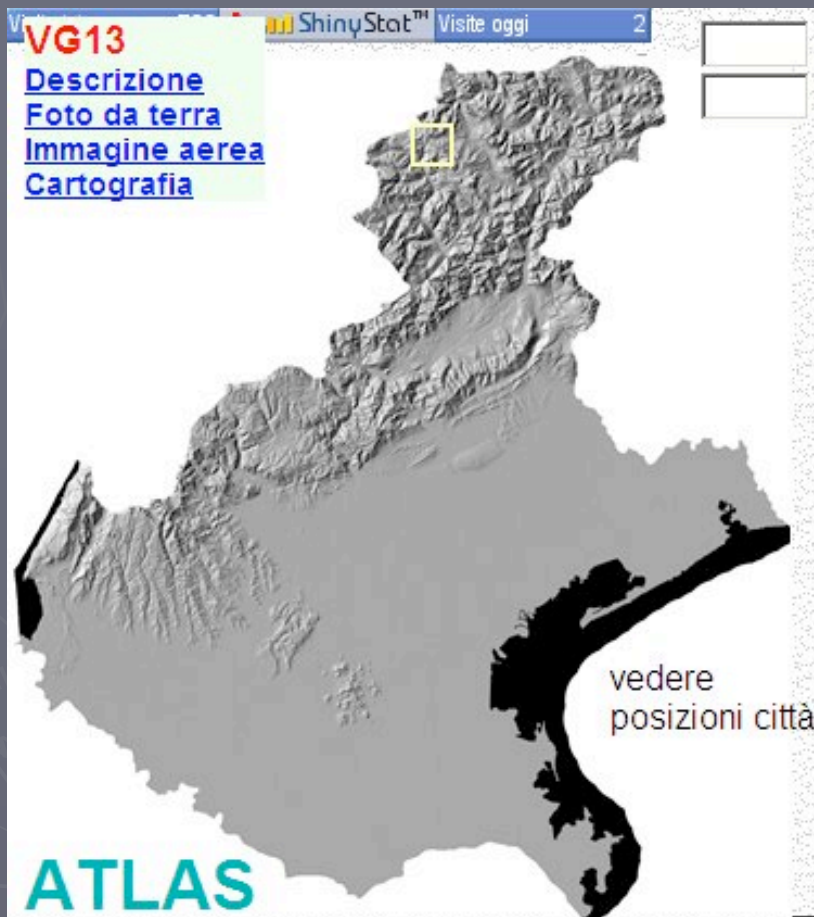 ShinyStat™ Visite oggi 2
VG13
Descrizione
Foto da terra
Immagine aerea
Cartografia
vedere
posizioni città
ATLAS